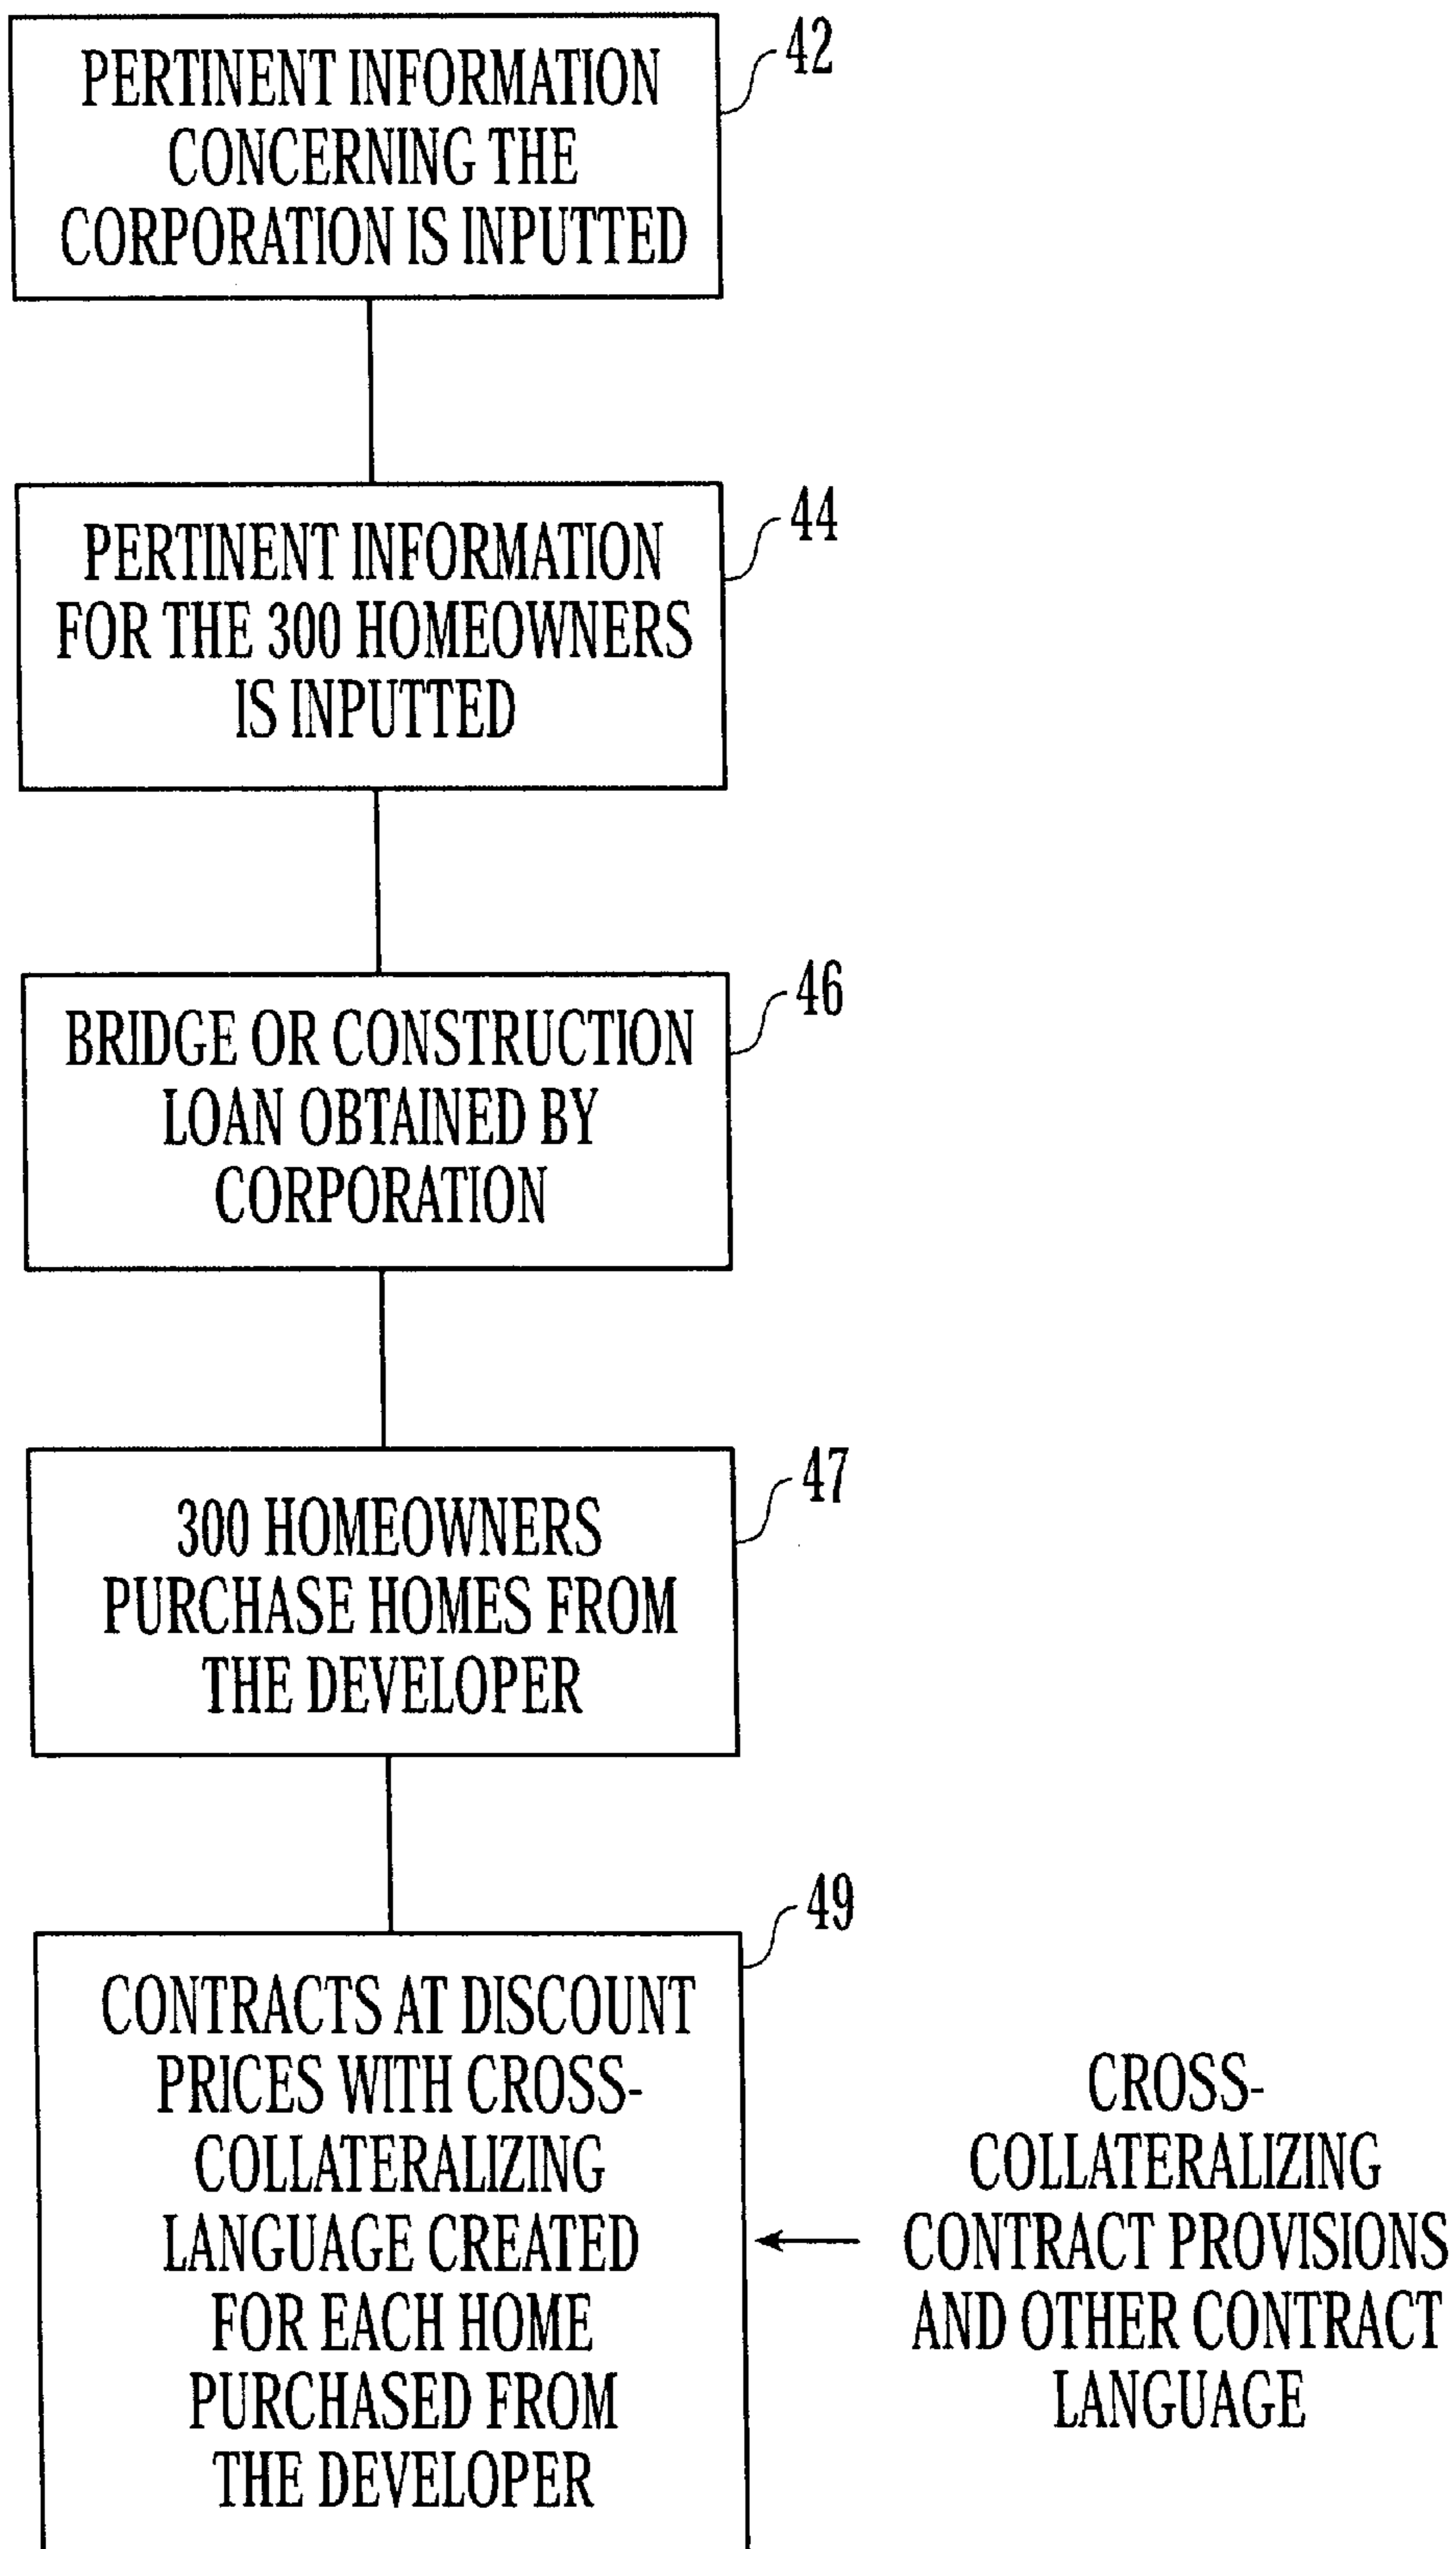 PERTINENT INFORMATION
CONCERNING THE
CORPORATION IS INPUTTED
42
PERTINENT INFORMATION
FOR THE 300 HOMEOWNERS
IS INPUTTED
44
BRIDGE OR CONSTRUCTION
LOAN OBTAINED BY
CORPORATION
46
300 HOMEOWNERS
PURCHASE HOMES FROM
THE DEVELOPER
47
CONTRACTS AT DISCOUNT
PRICES WITH CROSS-
COLLATERALIZING
LANGUAGE CREATED
FOR EACH HOME
PURCHASED FROM
THE DEVELOPER
49
CROSS-
COLLATERALIZING
CONTRACT PROVISIONS
AND OTHER CONTRACT
LANGUAGE